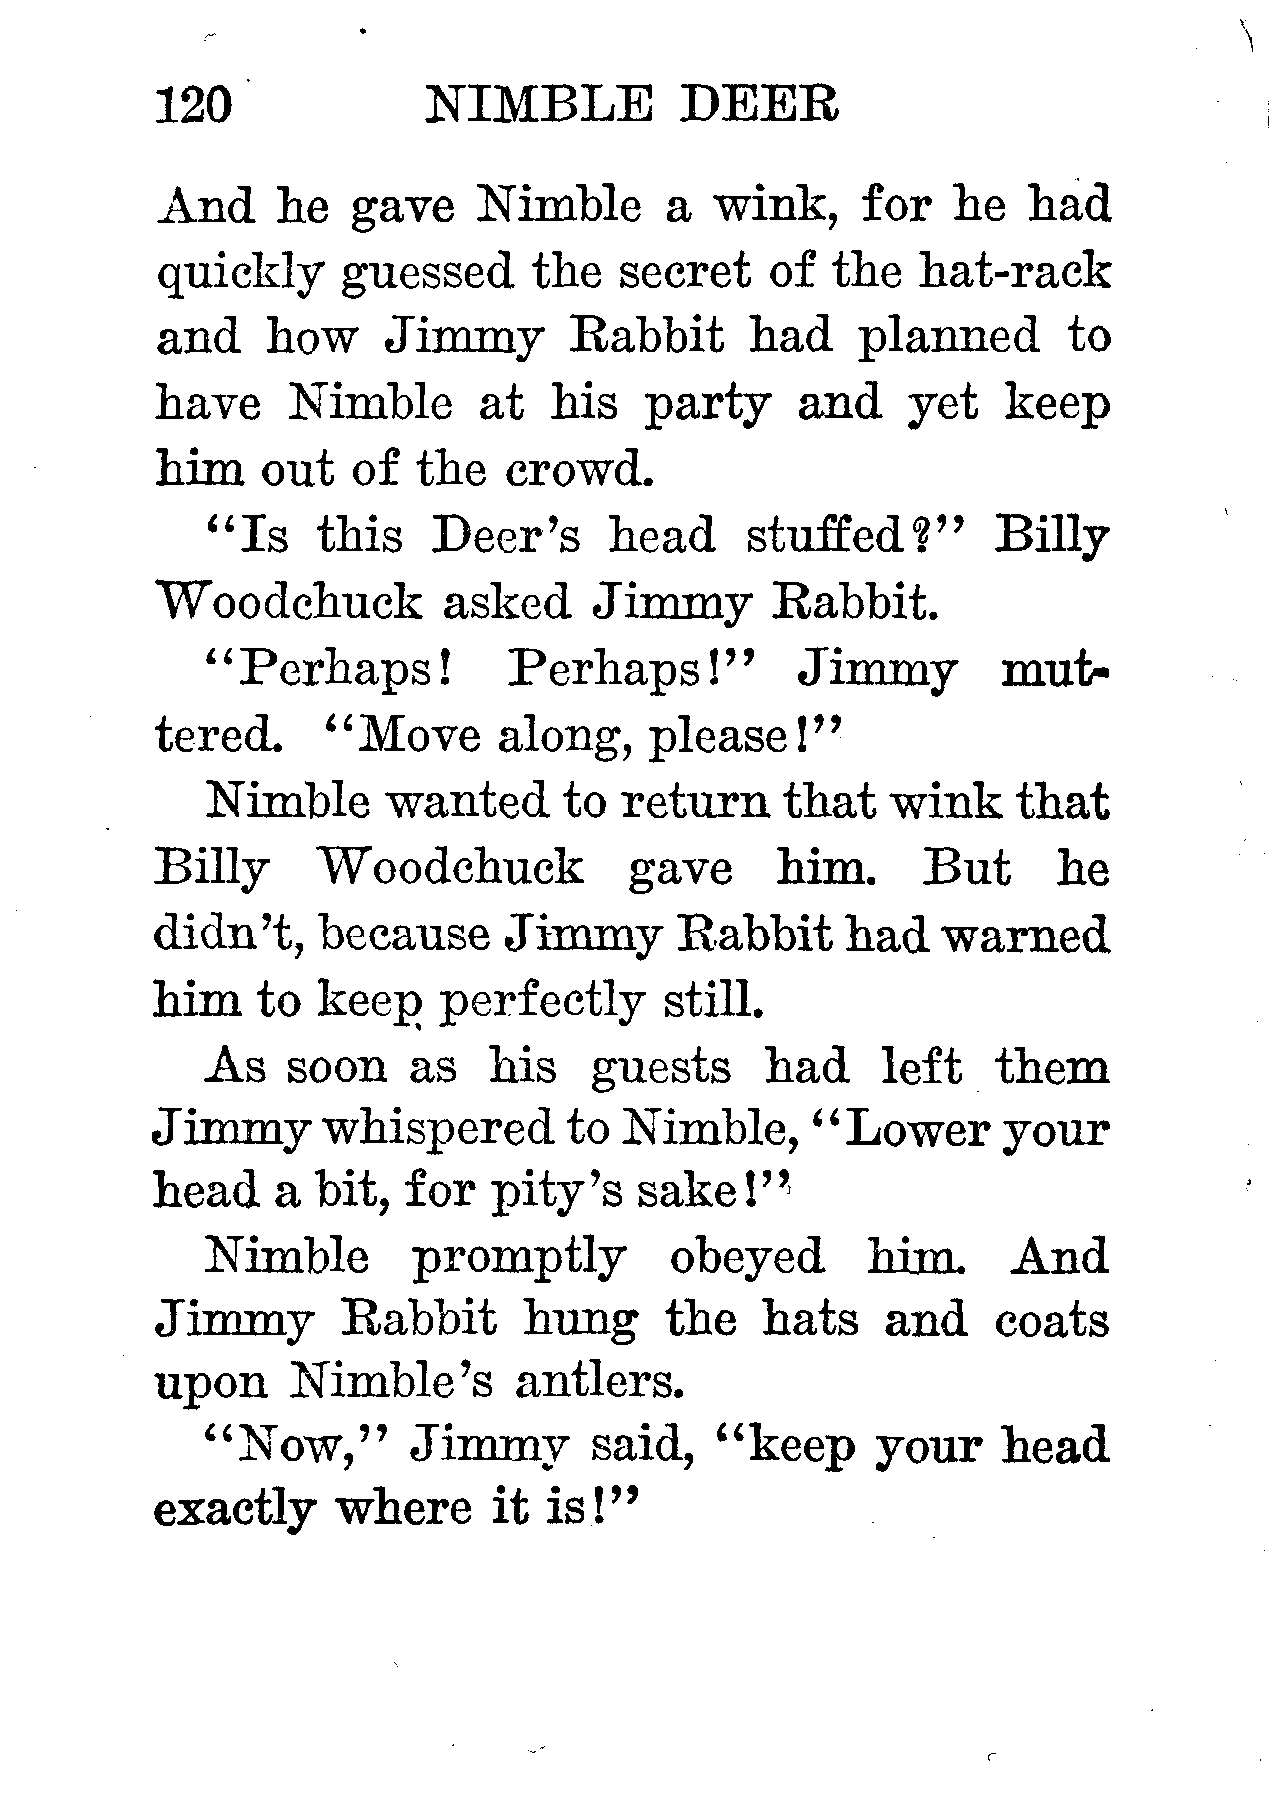 120 NIMBLE DEER
And he gave Nimble a wink, for he had
quickly guessed the secret of the hat-rack
and how Jimmy Rabbit had planned to
have Nimble at his party and yet keep
him out of the crowd.
“Is this Deer’s head stuffed?” Billy
Woodchuck asked Jimmy Rabbit.
“Perhaps! Perhaps!” Jimmy mut-
tered. “Move along, please!”
Nimble wanted to return that wink that
Billy Woodchuck gave him. But he
didn’t, because Jimmy Rabbit had warned
him to keep perfectly still.
As soon as his guests had left them
Jimmy whispered to Nimble, “Lower your
head a bit, for pity’s sake!”
Nimble promptly obeyed him. And
Jimmy Rabbit hung the hats and coats
upon Nimble’s antlers.
“Now,” Jimmy said, “keep your head
exactly where it is!”